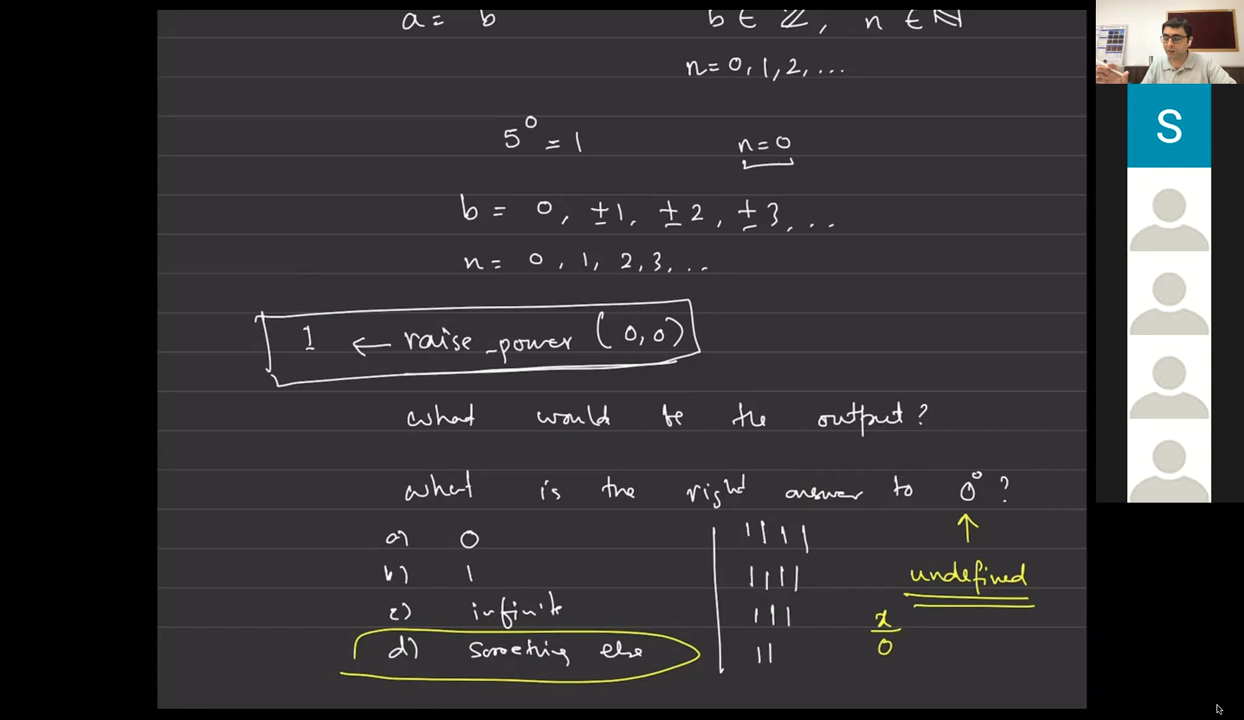 a = b b ∈ ℤ, n ∈ ℕ
n = 0, 1, 2, ...
5⁰ = 1 n = 0
b = 0, ±1, ±2, ±3, ...
n = 0, 1, 2, 3, ...
1 ← raise_power (0,0)
what would be the output?
what is the right answer to 0⁰ ?
a) 0 | | | |
b) 1 | | | |
undefined
c) infinite | | |
x/0
d) something else | |
S